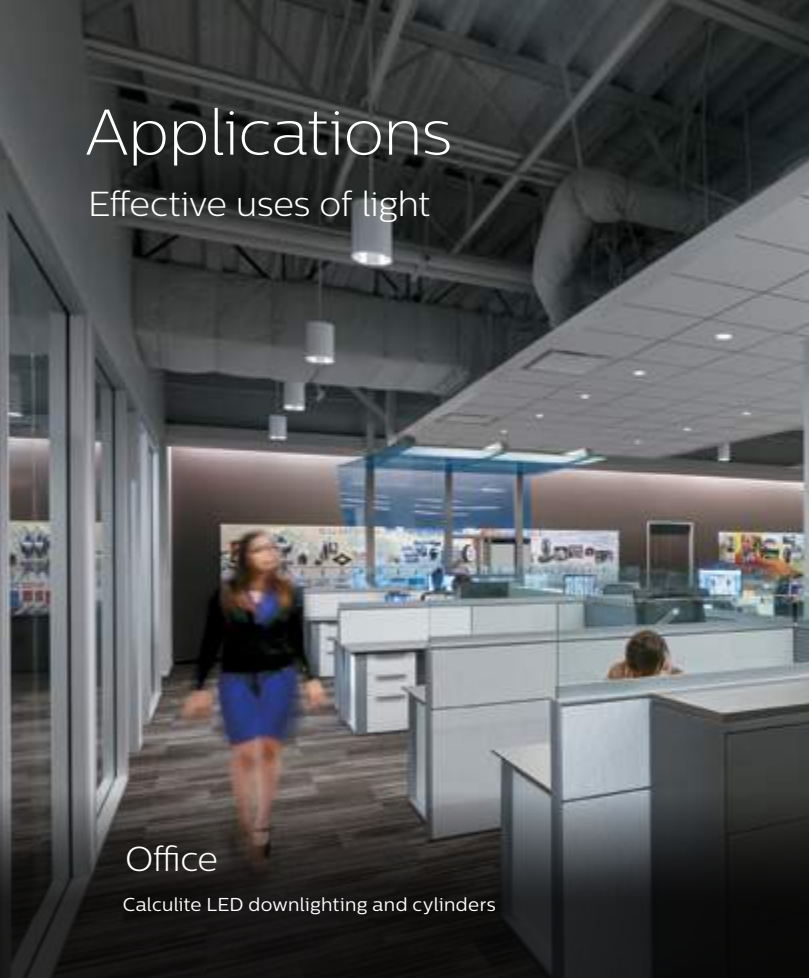 Applications
Effective uses of light
Office
Calculite LED downlighting and cylinders